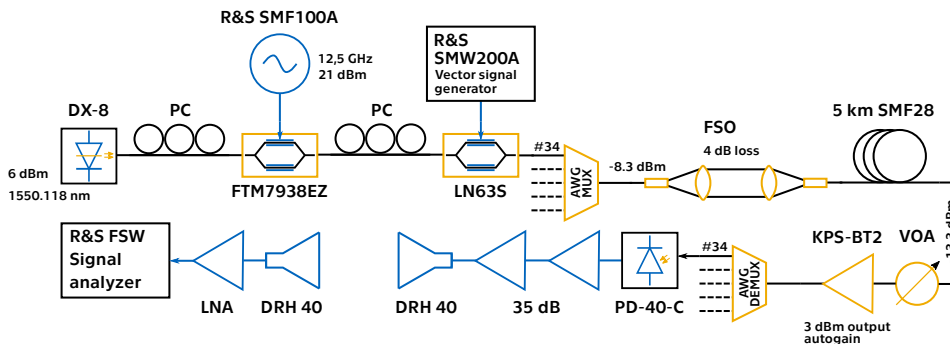 R&S SMF100A
12,5 GHz
21 dBm
R&S
SMW200A
Vector signal
generator
DX-8
PC
PC
FSO
4 dB loss
5 km SMF28
#34
-8.3 dBm
AWG
MUX
6 dBm
1550.118 nm
FTM7938EZ
LN63S
R&S FSW
Signal
analyzer
LNA
DRH 40
DRH 40
35 dB
PD-40-C
#34
AWG
DEMUX
KPS-BT2
VOA
3 dBm output
autogain